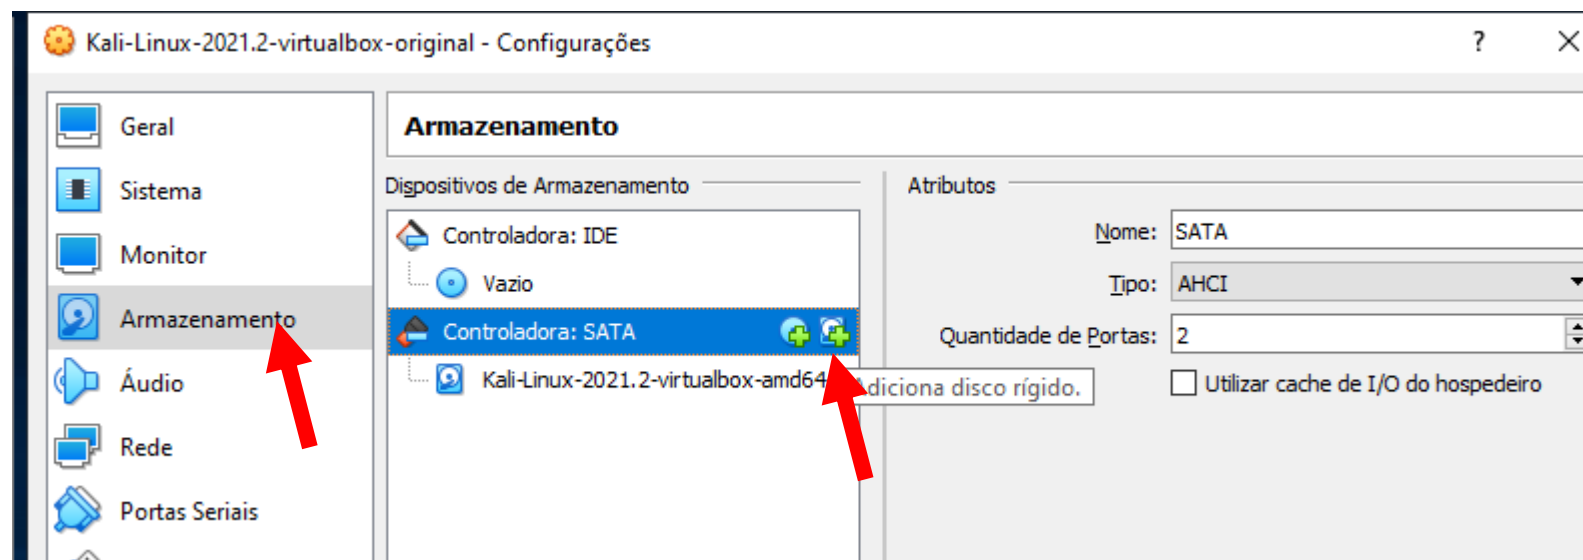 Kali-Linux-2021.2-virtualbox-original - Configurações
?
Geral
Sistema
Monitor
Armazenamento
Áudio
Rede
Portas Seriais
Armazenamento
Dispositivos de Armazenamento
Controladora: IDE
Vazio
Controladora: SATA
Kali-Linux-2021.2-virtualbox-amd64
diciona disco rígido.
Atributos
Nome: SATA
Tipo: AHCI
Quantidade de Portas: 2
Utilizar cache de I/O do hospedeiro